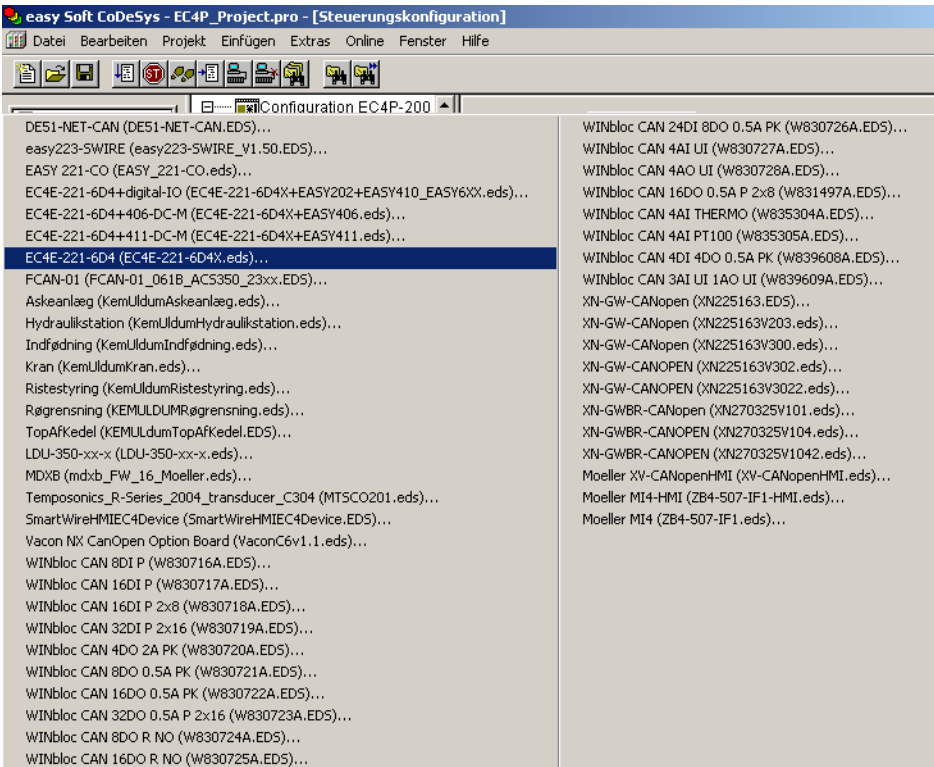 easy Soft CoDeSys - EC4P_Project.pro - [Steuerungskonfiguration]
Datei Bearbeiten Projekt Einfügen Extras Online Fenster Hilfe
Configuration EC4P-200
DE51-NET-CAN (DE51-NET-CAN.EDS)...
easy223-SWIRE (easy223-SWIRE_V1.50.EDS)...
EASY 221-CO (EASY_221-CO.eds)...
EC4E-221-6D4+digital-IO (EC4E-221-6D4X+EASY202+EASY410_EASY6XX.eds)...
EC4E-221-6D4+406-DC-M (EC4E-221-6D4X+EASY406.eds)...
EC4E-221-6D4+411-DC-M (EC4E-221-6D4X+EASY411.eds)...
EC4E-221-6D4 (EC4E-221-6D4X.eds)...
FCAN-01 (FCAN-01_061B_ACS350_23xx.EDS)...
Askeanlæg (KemUldumAskeanlæg.eds)...
Hydraulikstation (KemUldumHydraulikstation.eds)...
Indfødning (KemUldumIndfødning.eds)...
Kran (KemUldumKran.eds)...
Ristestyring (KemUldumRistestyring.eds)...
Røgrensning (KEMULDUMRøgrensning.eds)...
TopAfKedel (KEMULdumTopAfKedel.EDS)...
LDU-350-xx-x (LDU-350-xx-x.eds)...
MDXB (mdxb_FW_16_Moeller.eds)...
Temposonics_R-Series_2004_transducer_C304 (MTSCO201.eds)...
SmartWireHMIEC4Device (SmartWireHMIEC4Device.EDS)...
Vacon NX CanOpen Option Board (VaconC6v1.1.eds)...
WINbloc CAN 8DI P (W830716A.EDS)...
WINbloc CAN 16DI P (W830717A.EDS)...
WINbloc CAN 16DI P 2x8 (W830718A.EDS)...
WINbloc CAN 32DI P 2x16 (W830719A.EDS)...
WINbloc CAN 4DO 2A PK (W830720A.EDS)...
WINbloc CAN 8DO 0.5A PK (W830721A.EDS)...
WINbloc CAN 16DO 0.5A PK (W830722A.EDS)...
WINbloc CAN 32DO 0.5A P 2x16 (W830723A.EDS)...
WINbloc CAN 8DO R NO (W830724A.EDS)...
WINbloc CAN 16DO R NO (W830725A.EDS)...
WINbloc CAN 24DI 8DO 0.5A PK (W830726A.EDS)...
WINbloc CAN 4AI UI (W830727A.EDS)...
WINbloc CAN 4AO UI (W830728A.EDS)...
WINbloc CAN 16DO 0.5A P 2x8 (W831497A.EDS)...
WINbloc CAN 4AI THERMO (W835304A.EDS)...
WINbloc CAN 4AI PT100 (W835305A.EDS)...
WINbloc CAN 4DI 4DO 0.5A PK (W839608A.EDS)...
WINbloc CAN 3AI UI 1AO UI (W839609A.EDS)...
XN-GW-CANopen (XN225163.EDS)...
XN-GW-CANopen (XN225163V203.eds)...
XN-GW-CANopen (XN225163V300.eds)...
XN-GW-CANOPEN (XN225163V302.eds)...
XN-GW-CANOPEN (XN225163V3022.eds)...
XN-GWBR-CANopen (XN270325V101.eds)...
XN-GWBR-CANOPEN (XN270325V104.eds)...
XN-GWBR-CANOPEN (XN270325V1042.eds)...
Moeller XV-CANopenHMI (XV-CANopenHMI.eds)...
Moeller MI4-HMI (ZB4-507-IF1-HMI.eds)...
Moeller MI4 (ZB4-507-IF1.eds)...